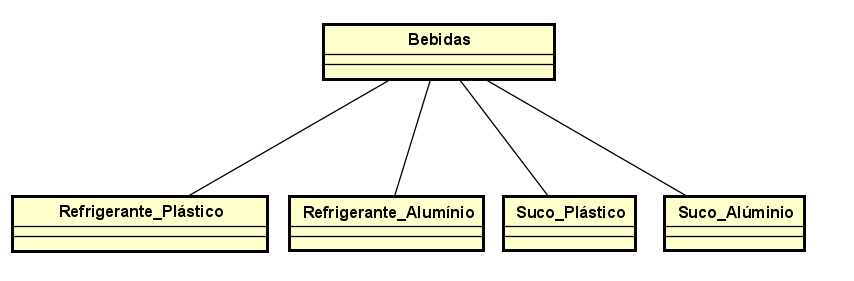 Bebidas
Refrigerante_Plástico
Refrigerante_Alumínio
Suco_Plástico
Suco_Alúminio